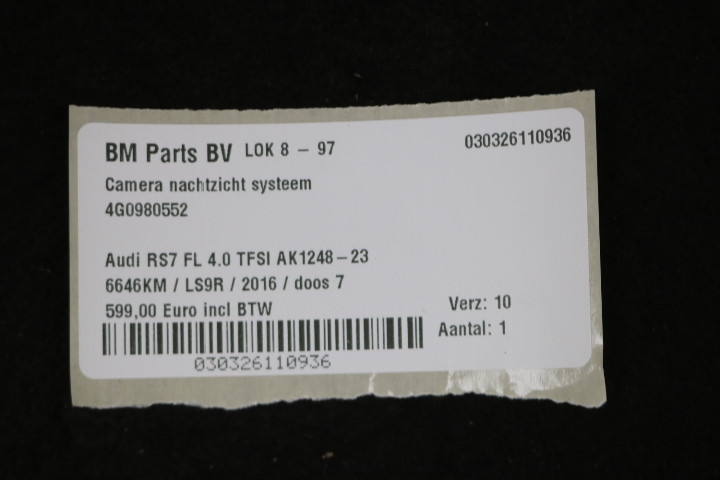 BM Parts BV LOK 8 - 97 030326110936
Camera nachtzicht systeem
4G0980552
Audi RS7 FL 4.0 TFSI AK1248-23
6646KM / LS9R / 2016 / doos 7
599,00 Euro incl BTW
Verz: 10
Aantal: 1
030326110936